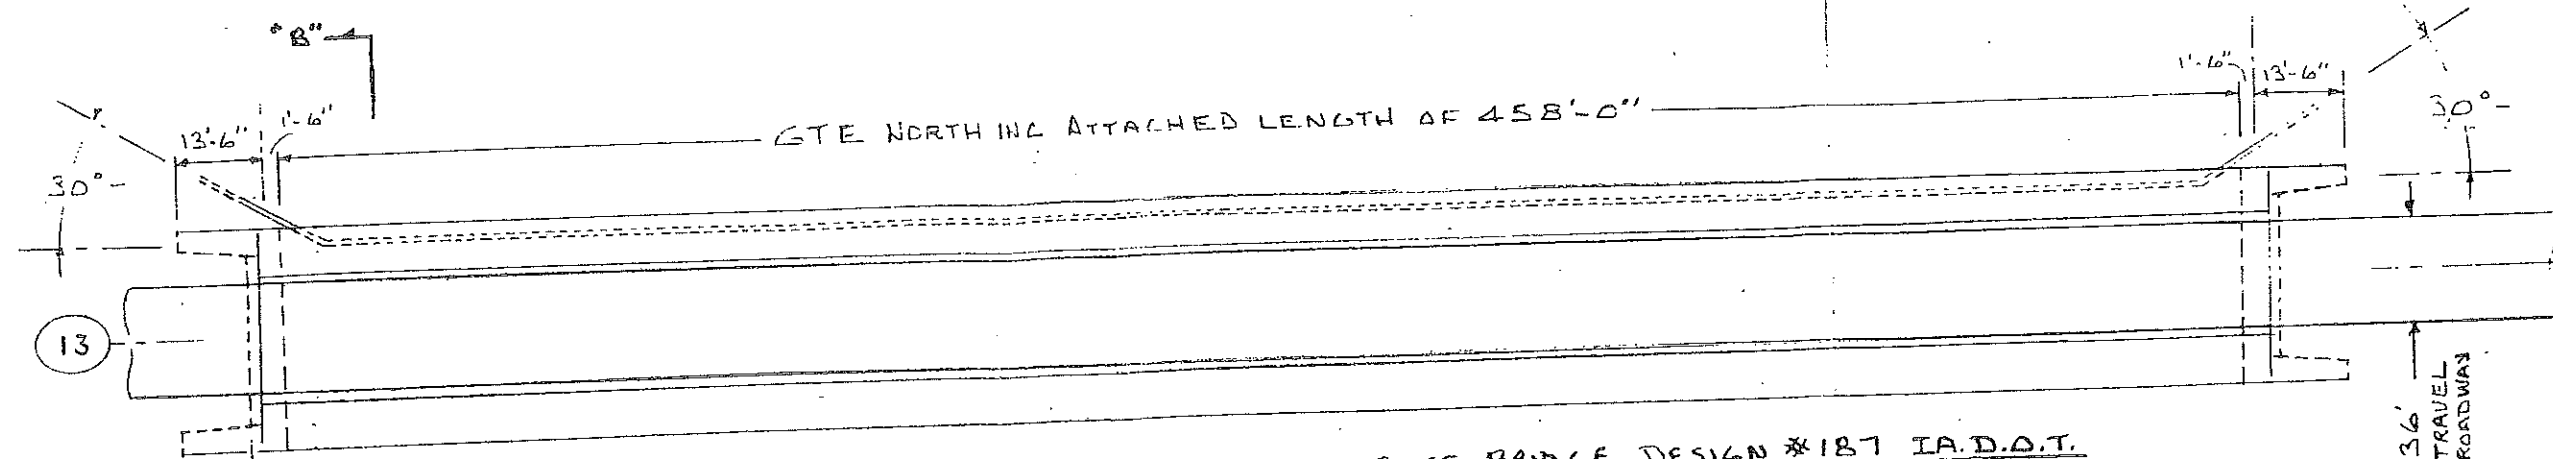 "B"
1'-6"
13'-6"
13'-6"
1'-6"
GTE NORTH INC ATTACHED LENGTH OF 458'-0"
30°-
30°-
13
36'
TRAVEL
ROADWAY
BRIDGE DESIGN #187 IA.D.O.T.